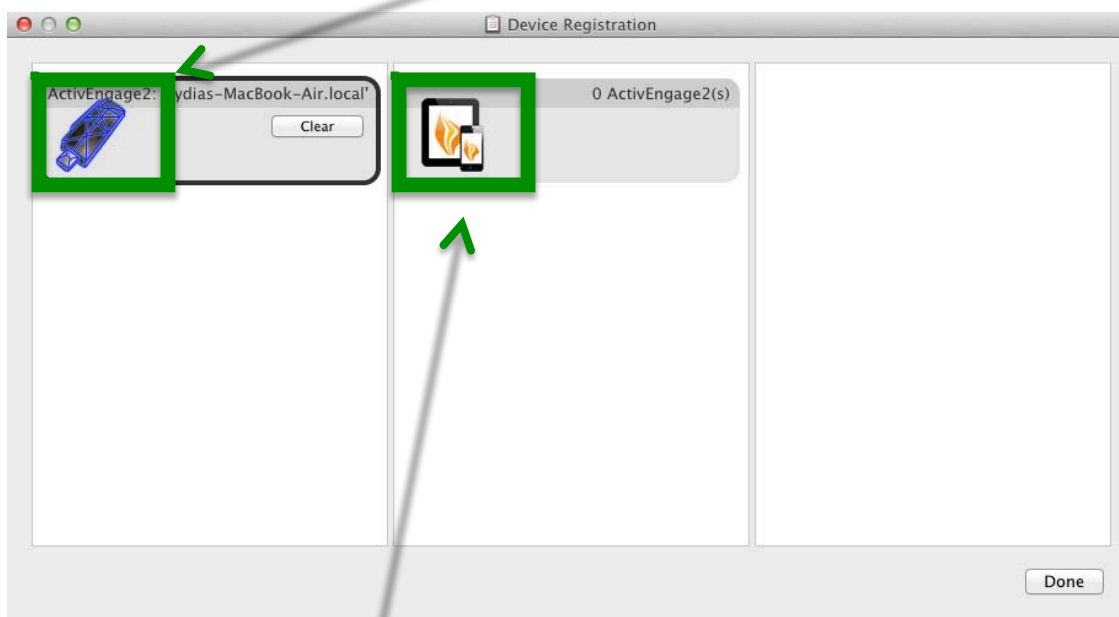 Device Registration
ActivEngage2: ydias-MacBook-Air.local'
Clear
0 ActivEngage2(s)
Done